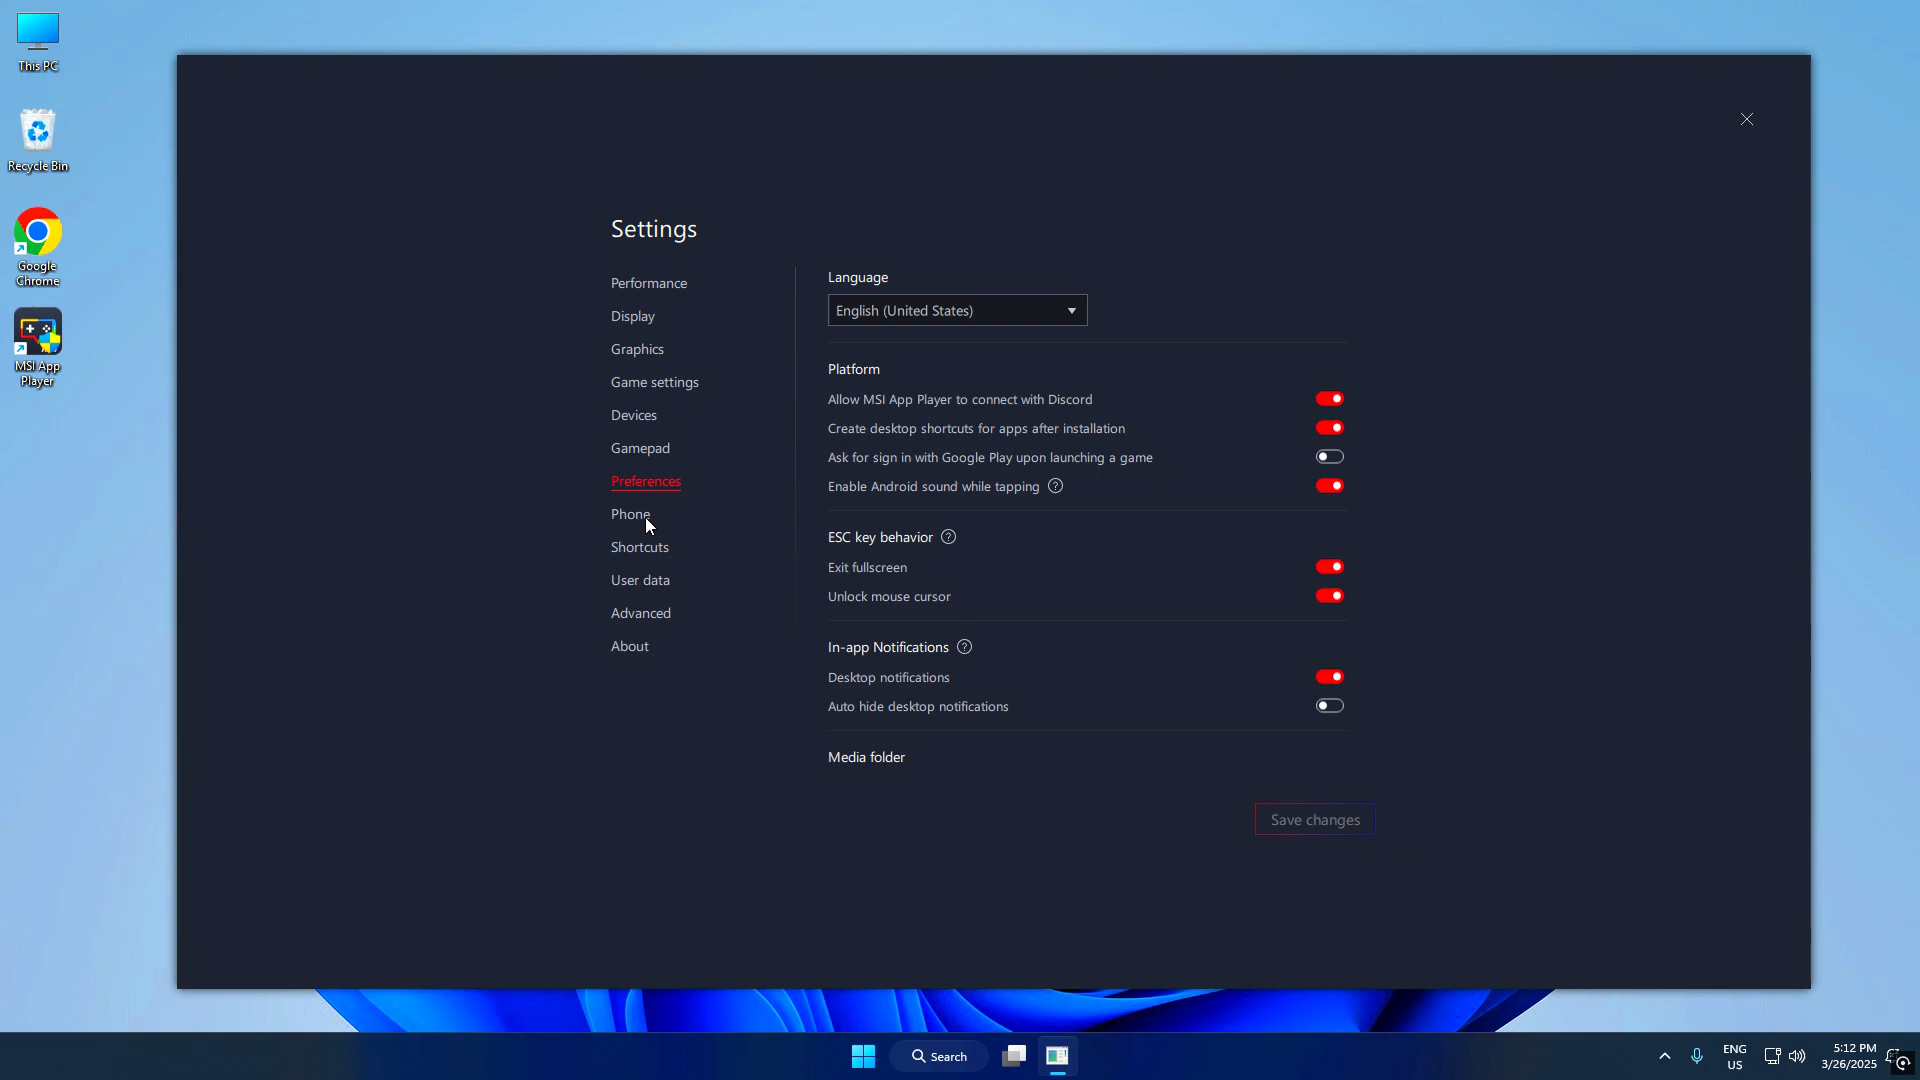 This PC
Recycle Bin
Google
Chrome
MSI App
Player
Settings
Performance
Display
Graphics
Game settings
Devices
Gamepad
Preferences
Phone
Shortcuts
User data
Advanced
About
Language
English (United States)
Platform
Allow MSI App Player to connect with Discord
Create desktop shortcuts for apps after installation
Ask for sign in with Google Play upon launching a game
Enable Android sound while tapping ?
ESC key behavior ?
Exit fullscreen
Unlock mouse cursor
In-app Notifications ?
Desktop notifications
Auto hide desktop notifications
Media folder
Save changes
Search
ENG
US
5:12 PM
3/26/2025